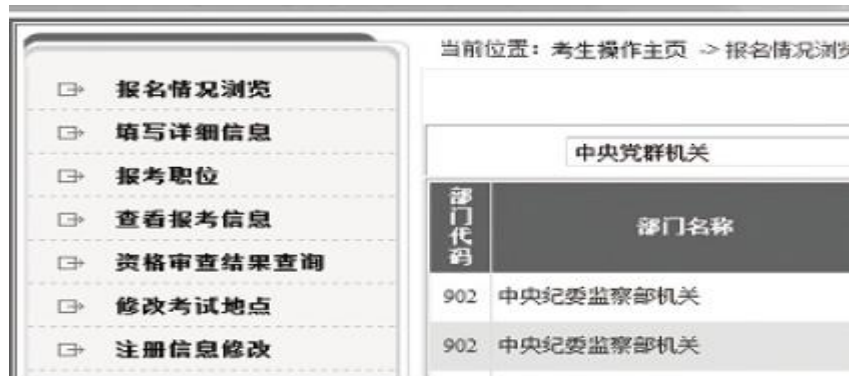 当前位置：考生操作主页 -> 报名情况浏览
报名情况浏览
填写详细信息
报考职位
查看报考信息
资格审查结果查询
修改考试地点
注册信息修改
中央党群机关
部门代码 部门名称
902 中央纪委监察部机关
902 中央纪委监察部机关